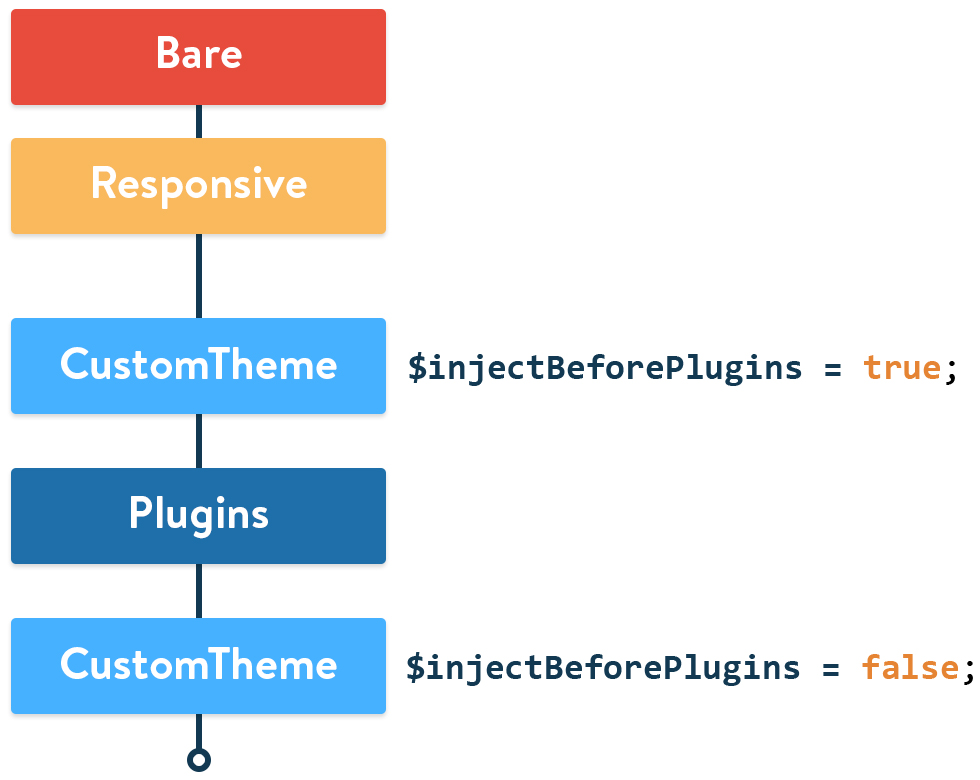 Bare
Responsive
CustomTheme $injectBeforePlugins = true;
Plugins
CustomTheme $injectBeforePlugins = false;